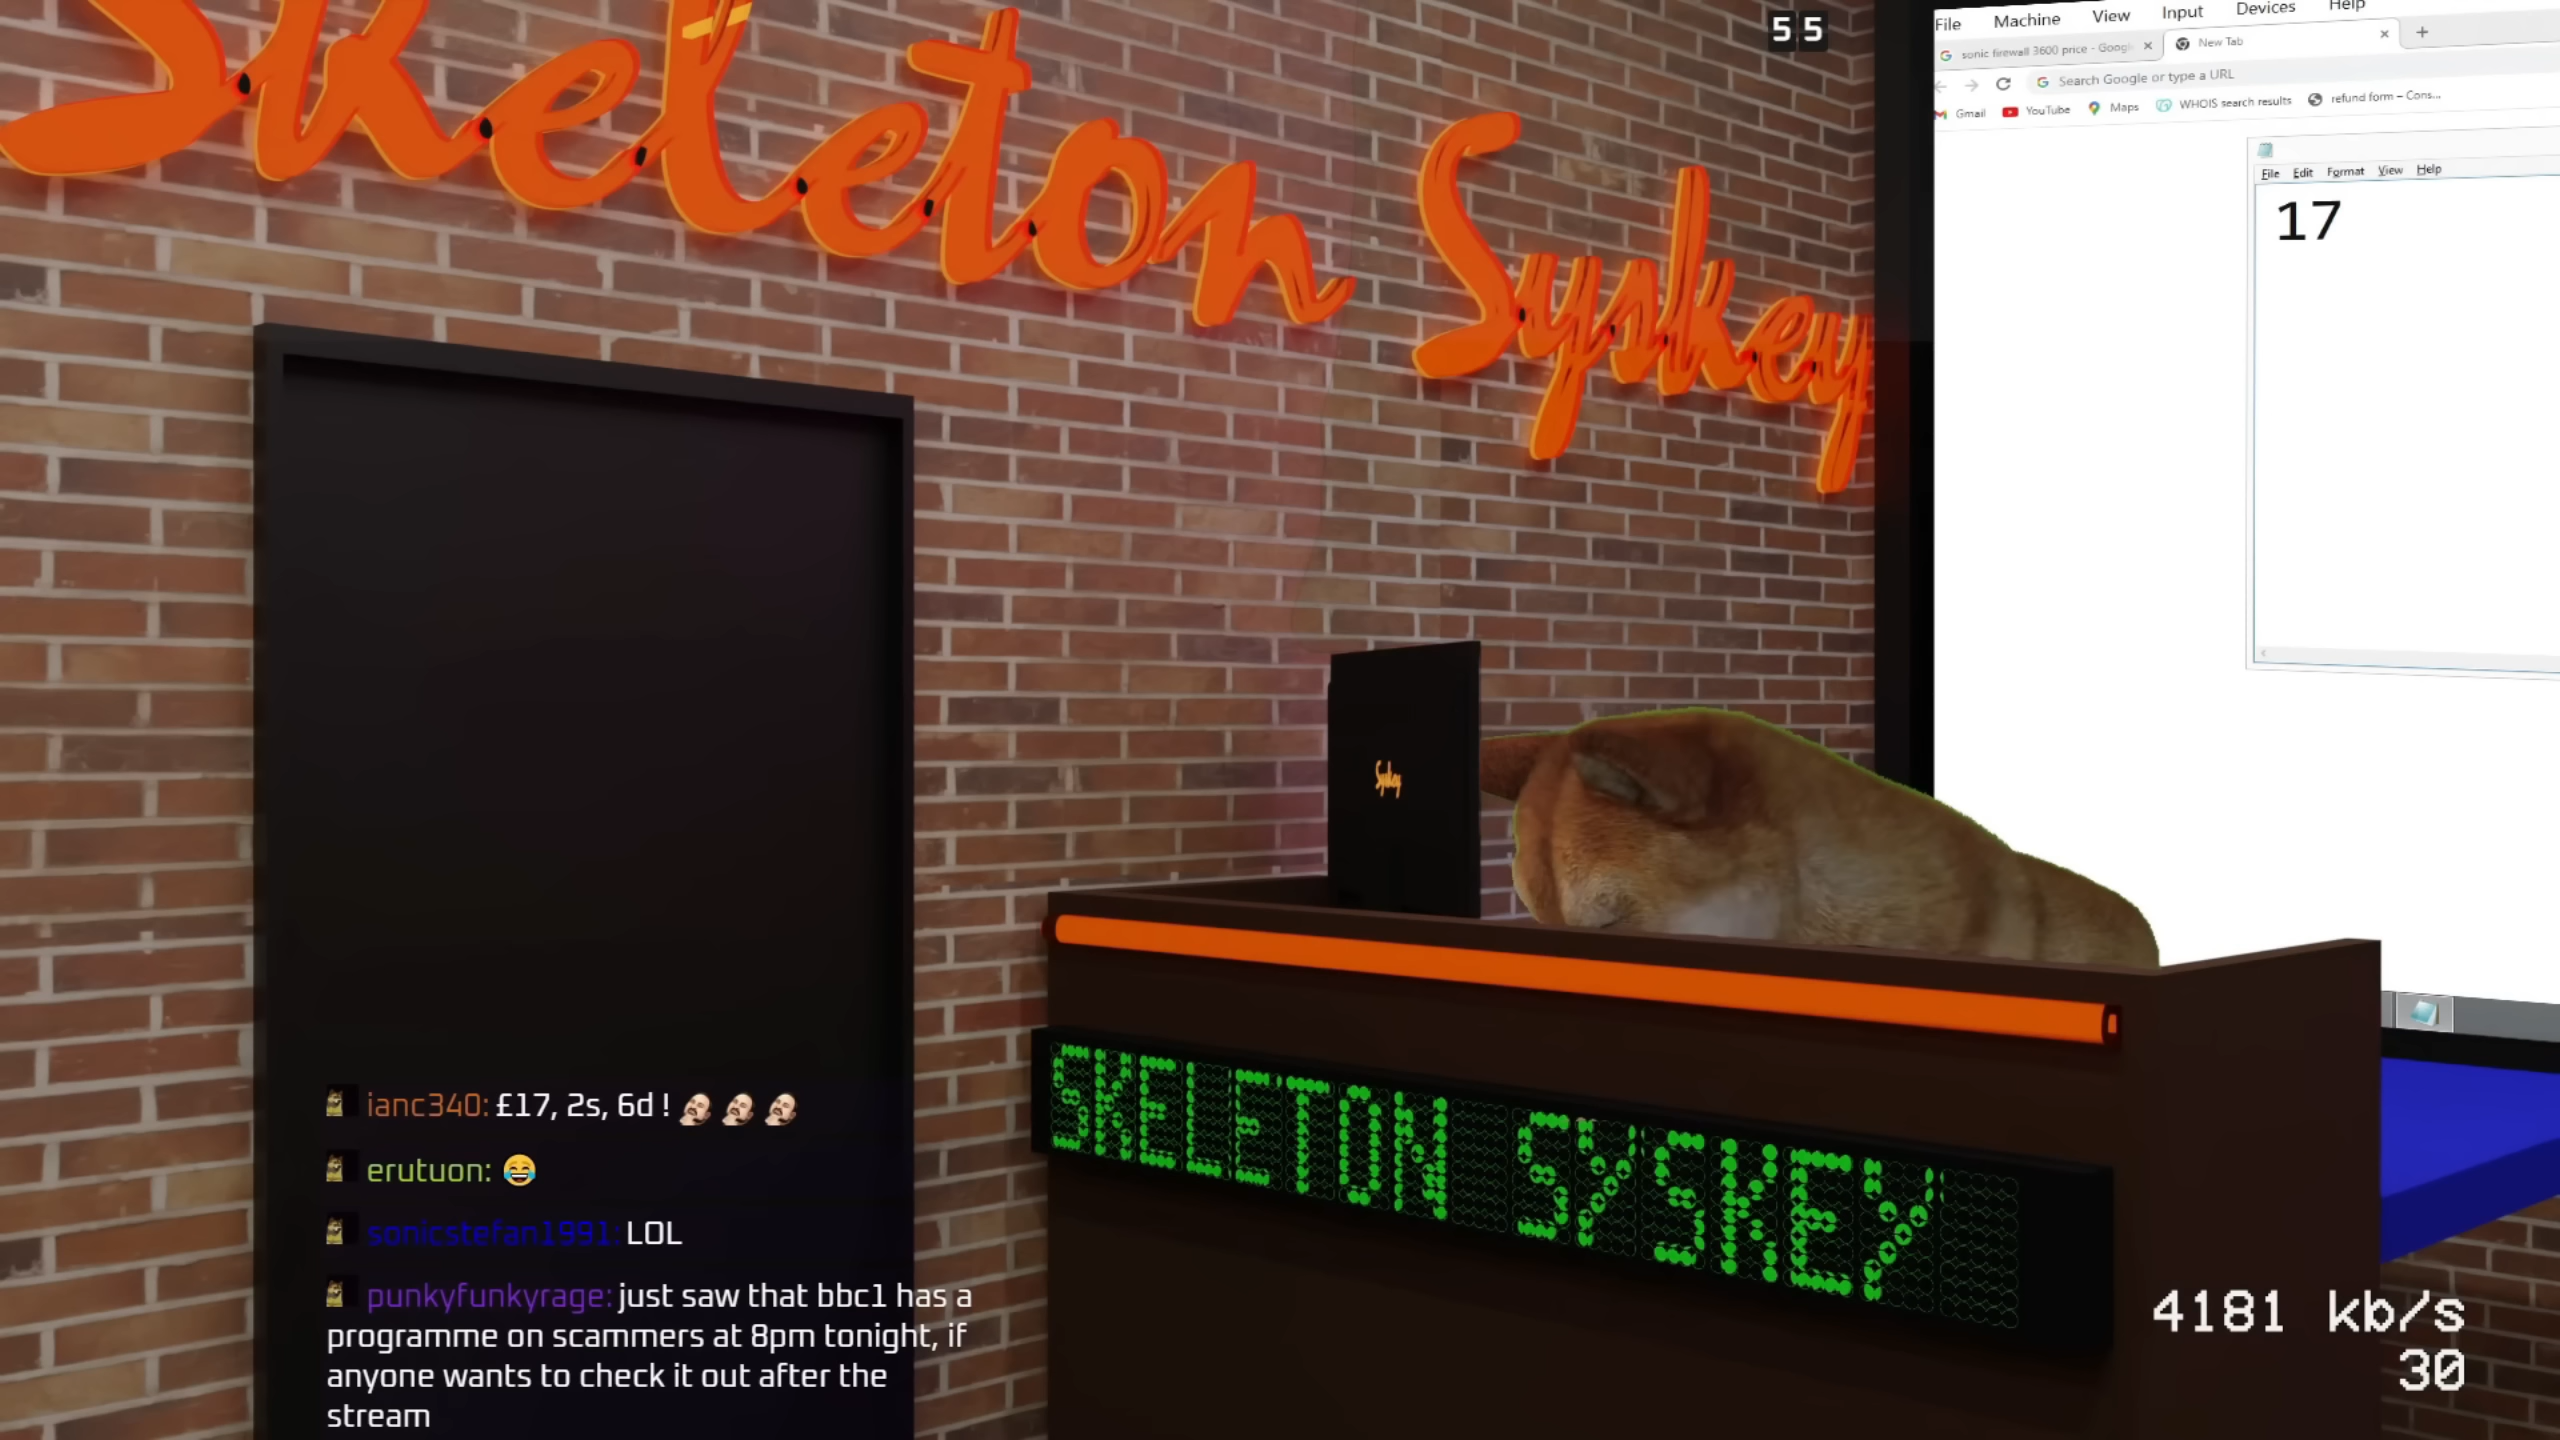 Skeleton Syskey
55
File Machine View Input Devices Help
sonic firewall 3600 price - Googl
New Tab
Search Google or type a URL
Gmail YouTube Maps WHOIS search results refund form – Cons...
File Edit Format View Help
17
Syskey
SKELETON SYSKEY
ianc340: £17, 2s, 6d !
erutuon: 😂
sonicstefan1991: LOL
punkyfunkyrage: just saw that bbc1 has a
programme on scammers at 8pm tonight, if
anyone wants to check it out after the
stream
4181 kb/s
30